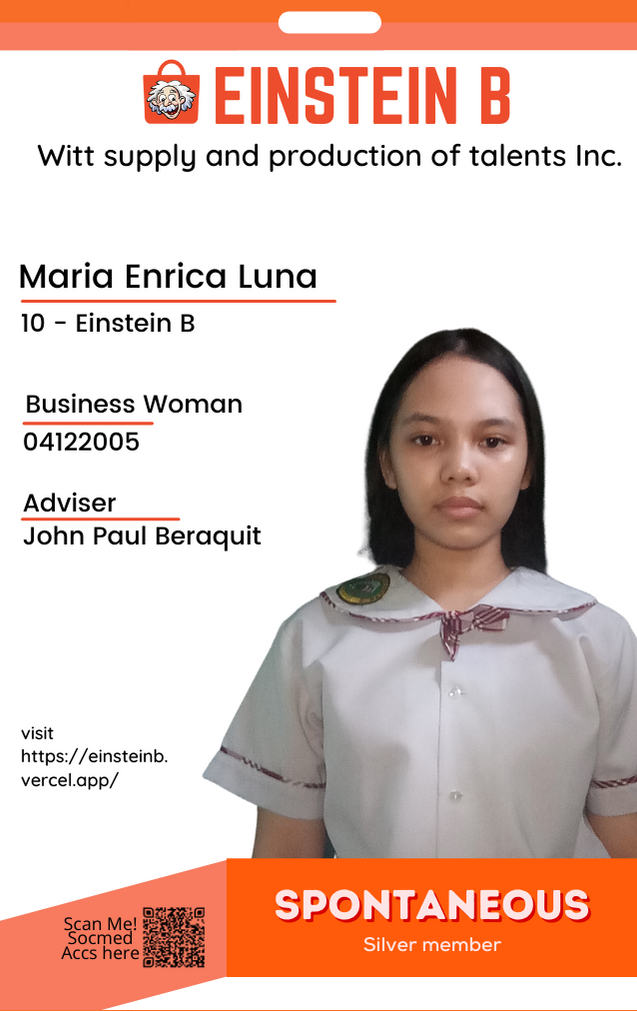 EINSTEIN B
Witt supply and production of talents Inc.
Maria Enrica Luna
10 - Einstein B
Business Woman
04122005
Adviser
John Paul Beraquit
visit
https://einsteinb.
vercel.app/
Scan Me!
Socmed
Accs here
SPONTANEOUS
Silver member